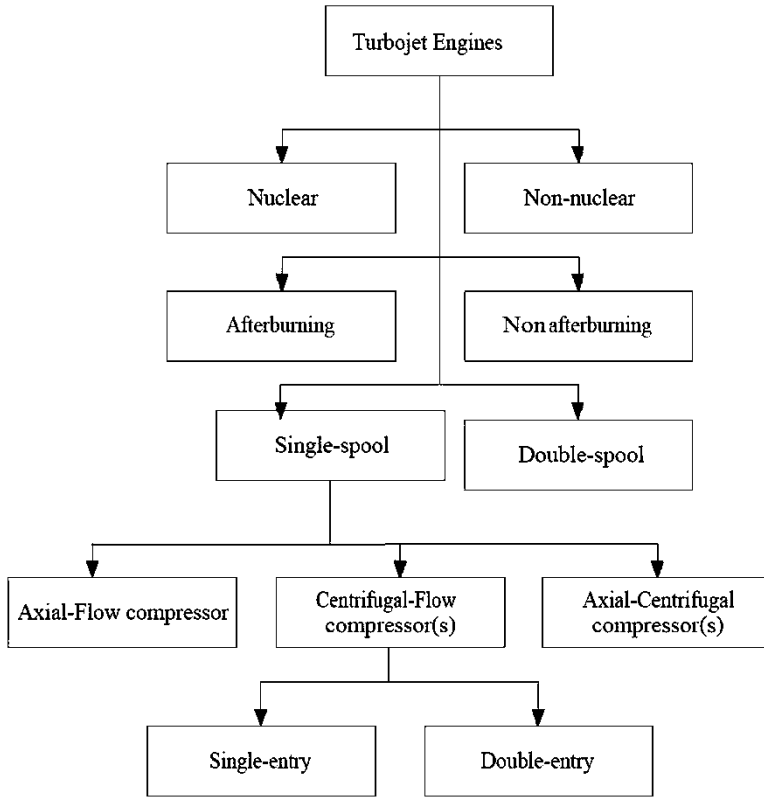 Turbojet Engines
Nuclear
Non-nuclear
Afterburning
Non afterburning
Single-spool
Double-spool
Axial-Flow compressor
Centrifugal-Flow
compressor(s)
Axial-Centrifugal
compressor(s)
Single-entry
Double-entry